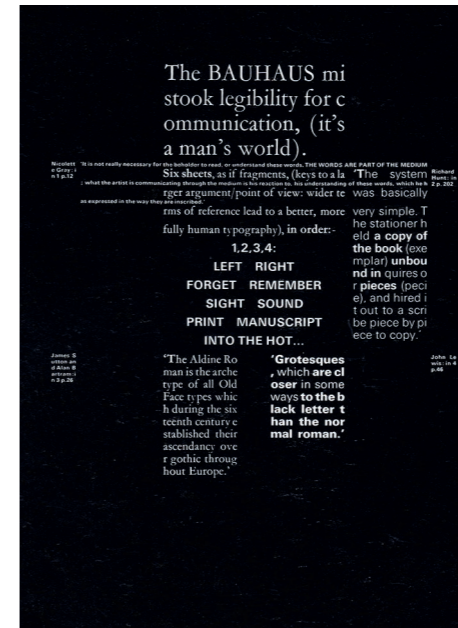 The BAUHAUS mi
stook legibility for c
ommunication, (it's
a man's world).
Nicolett
e Gray: i
n 1 p.12
'It is not really necessary for the beholder to read, or understand these words. THE WORDS ARE PART OF THE MEDIUM
; what the artist is communicating through the medium is his reaction to, his understanding of these words, which he h
as expressed in the way they are inscribed.'
Six sheets, as if fragments, (keys to a la
rger argument/point of view: wider te
rms of reference lead to a better, more
fully human typography), in order:-
1,2,3,4:
LEFT RIGHT
FORGET REMEMBER
SIGHT SOUND
PRINT MANUSCRIPT
INTO THE HOT...
'The system
was basically
very simple. T
he stationer h
eld a copy of
the book (exe
mplar) unbou
nd in quires o
r pieces (peci
e), and hired i
t out to a scri
be piece by pi
ece to copy.'
Richard
Hunt: in
2 p.202
James S
utton an
d Alan B
artram: i
n 3 p.26
'The Aldine Ro
man is the arche
type of all Old
Face types whic
h during the six
teenth century e
stablished their
ascendancy ove
r gothic throug
hout Europe.'
'Grotesques
, which are cl
oser in some
ways to the b
lack letter t
han the nor
mal roman.'
John Le
wis: in 4
p.46